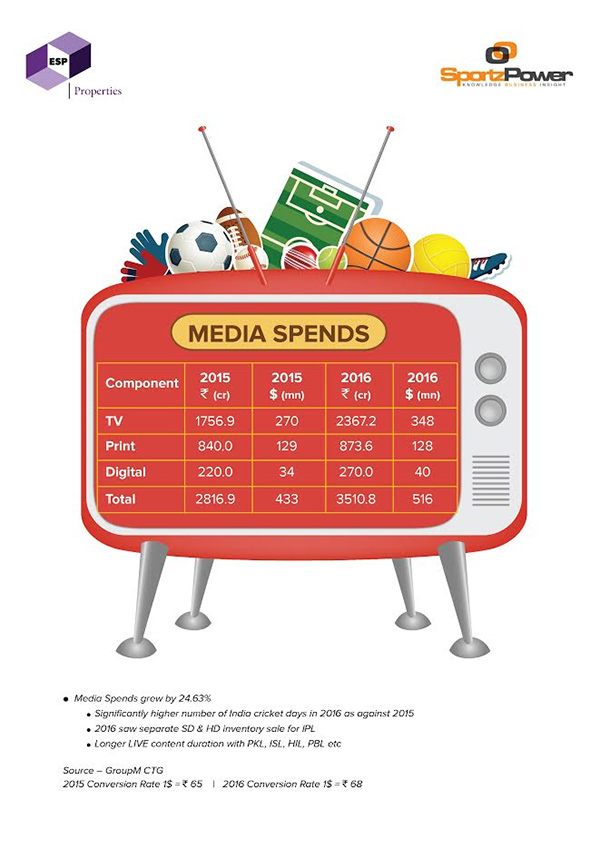 ESP
Properties
SportzPower
KNOWLEDGE BUSINESS INSIGHT
MEDIA SPENDS
Component 2015 ₹ (cr) 2015 $ (mn) 2016 ₹ (cr) 2016 $ (mn)
TV 1756.9 270 2367.2 348
Print 840.0 129 873.6 128
Digital 220.0 34 270.0 40
Total 2816.9 433 3510.8 516
• Media Spends grew by 24.63%
• Significantly higher number of India cricket days in 2016 as against 2015
• 2016 saw separate SD & HD inventory sale for IPL
• Longer LIVE content duration with PKL, ISL, HIL, PBL etc
Source – GroupM CTG
2015 Conversion Rate 1$ = ₹ 65 | 2016 Conversion Rate 1$ = ₹ 68